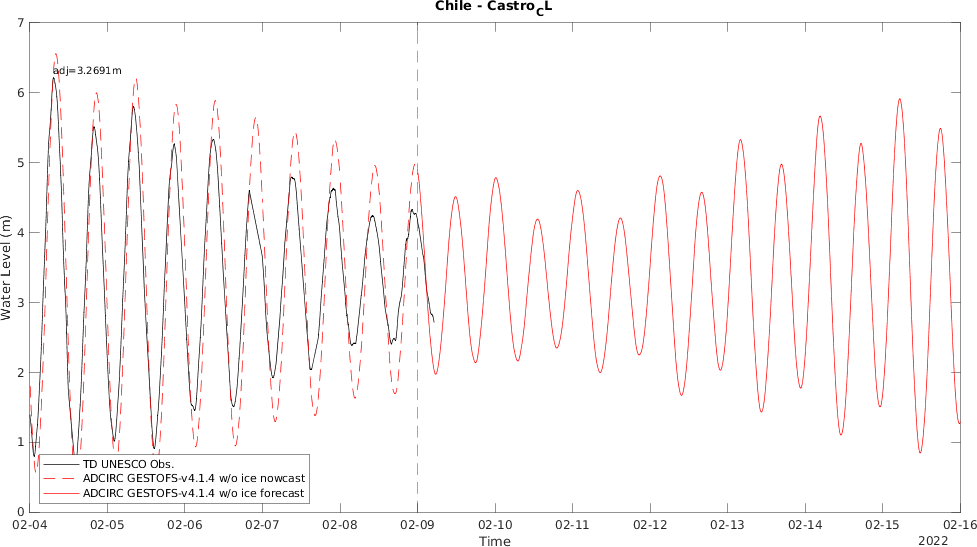 Chile - Castro_CL
7
adj=3.2691m
6
5
4
Water Level (m)
3
2
1
TD UNESCO Obs.
ADCIRC GESTOFS-v4.1.4 w/o ice nowcast
ADCIRC GESTOFS-v4.1.4 w/o ice forecast
0
02-04 02-05 02-06 02-07 02-08 02-09 02-10 02-11 02-12 02-13 02-14 02-15 02-16
Time
2022